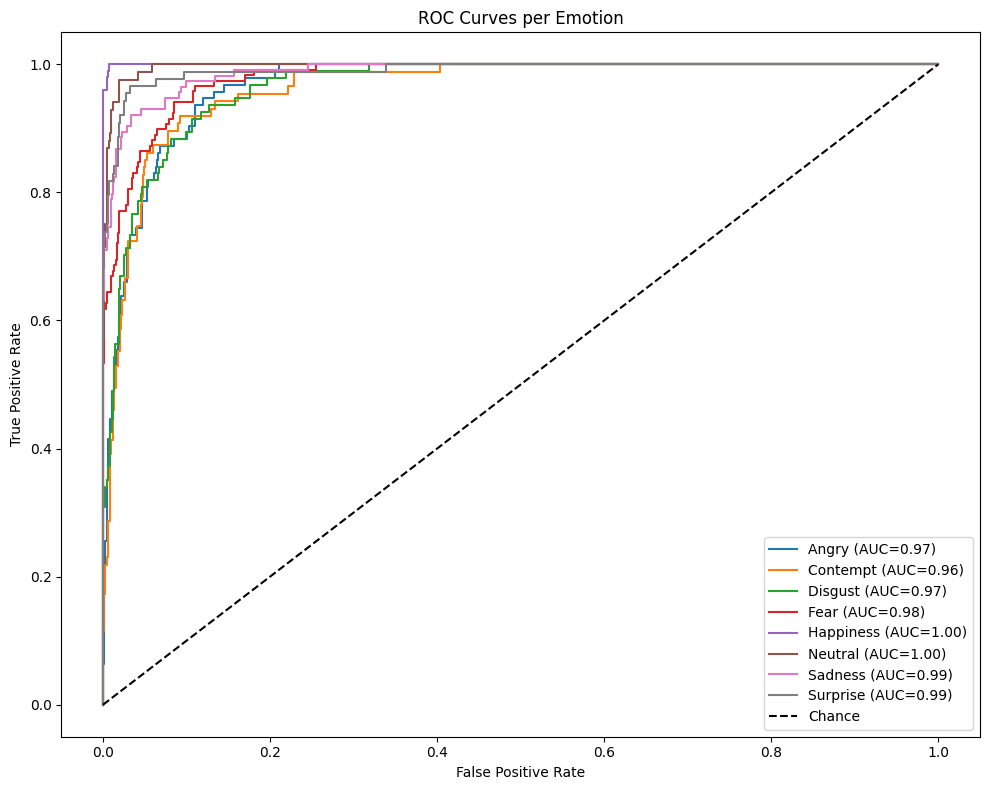 ROC Curves per Emotion
True Positive Rate
1.0
0.8
0.6
0.4
0.2
0.0
0.0 0.2 0.4 0.6 0.8 1.0
False Positive Rate
Angry (AUC=0.97)
Contempt (AUC=0.96)
Disgust (AUC=0.97)
Fear (AUC=0.98)
Happiness (AUC=1.00)
Neutral (AUC=1.00)
Sadness (AUC=0.99)
Surprise (AUC=0.99)
Chance